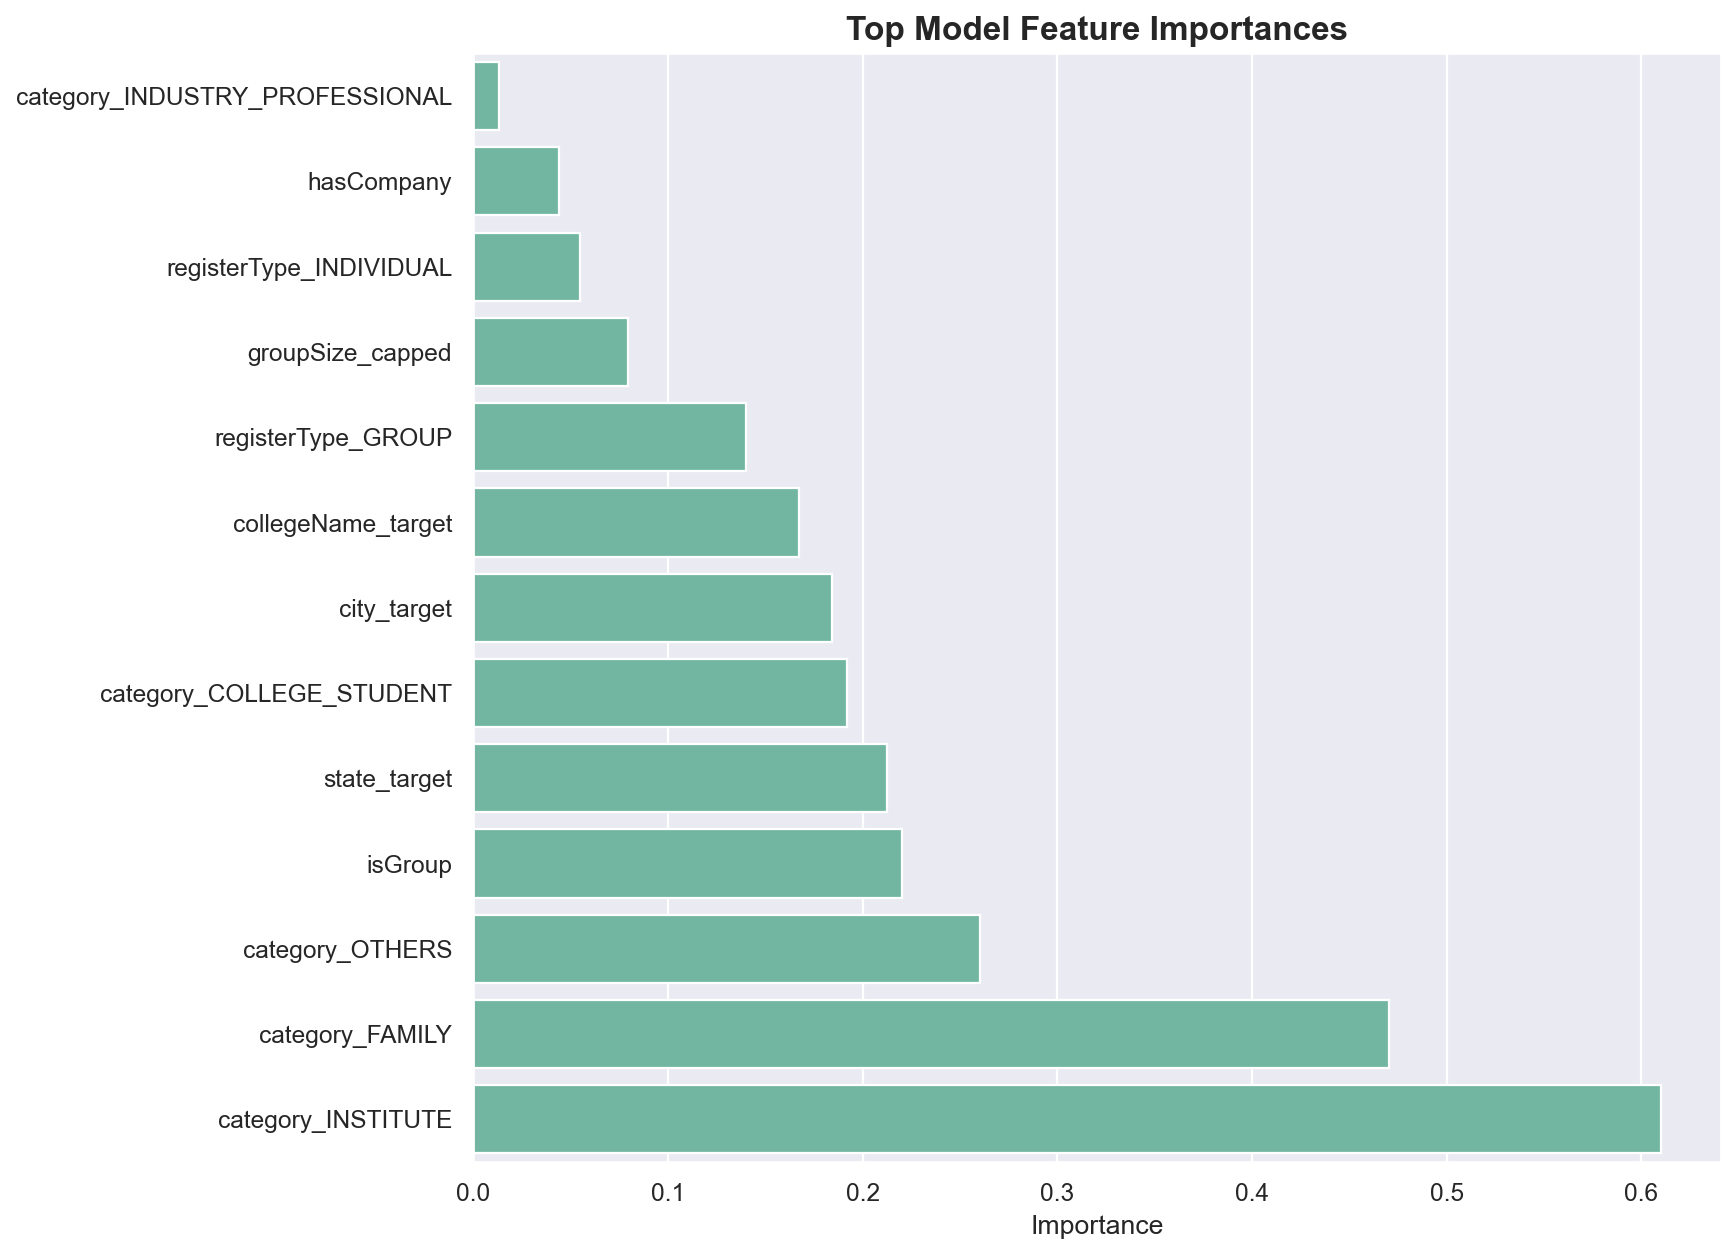 Top Model Feature Importances
category_INDUSTRY_PROFESSIONAL
hasCompany
registerType_INDIVIDUAL
groupSize_capped
registerType_GROUP
collegeName_target
city_target
category_COLLEGE_STUDENT
state_target
isGroup
category_OTHERS
category_FAMILY
category_INSTITUTE
0.0 0.1 0.2 0.3 0.4 0.5 0.6
Importance